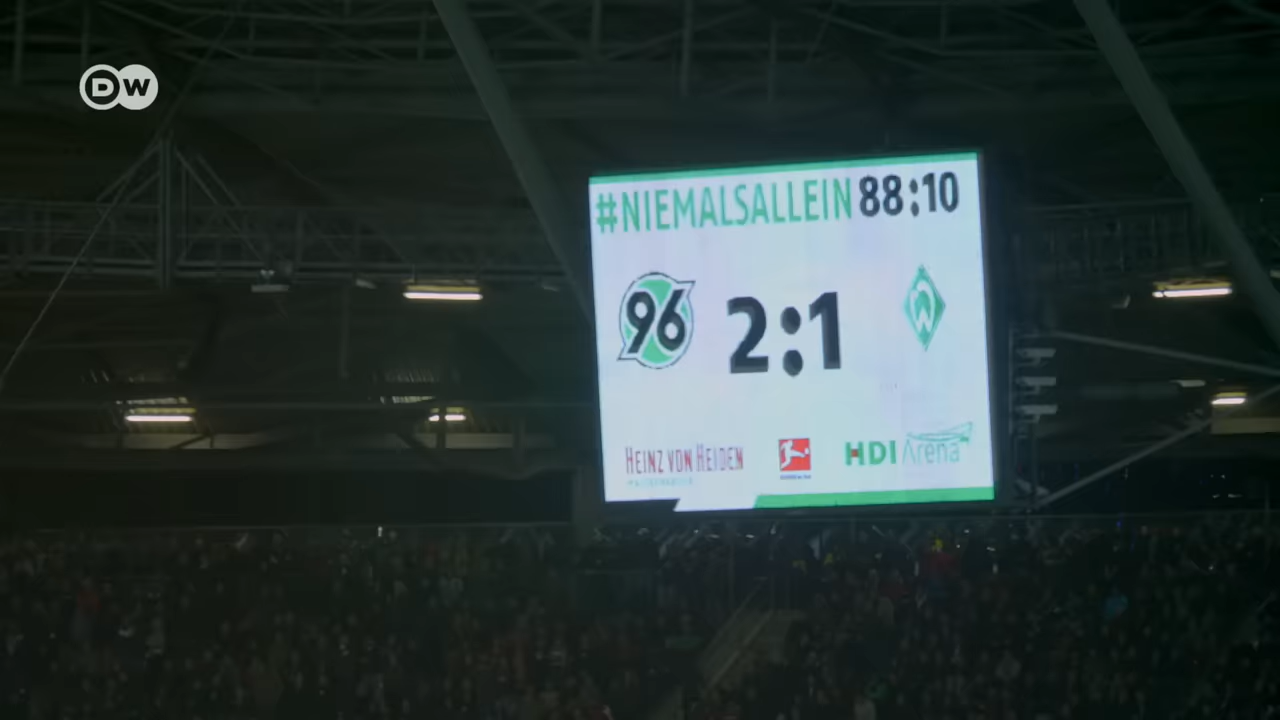 DW
#NIEMALSALLEIN 88:10
96 2:1 W
HEINZ VON HEIDEN
HDI Arena